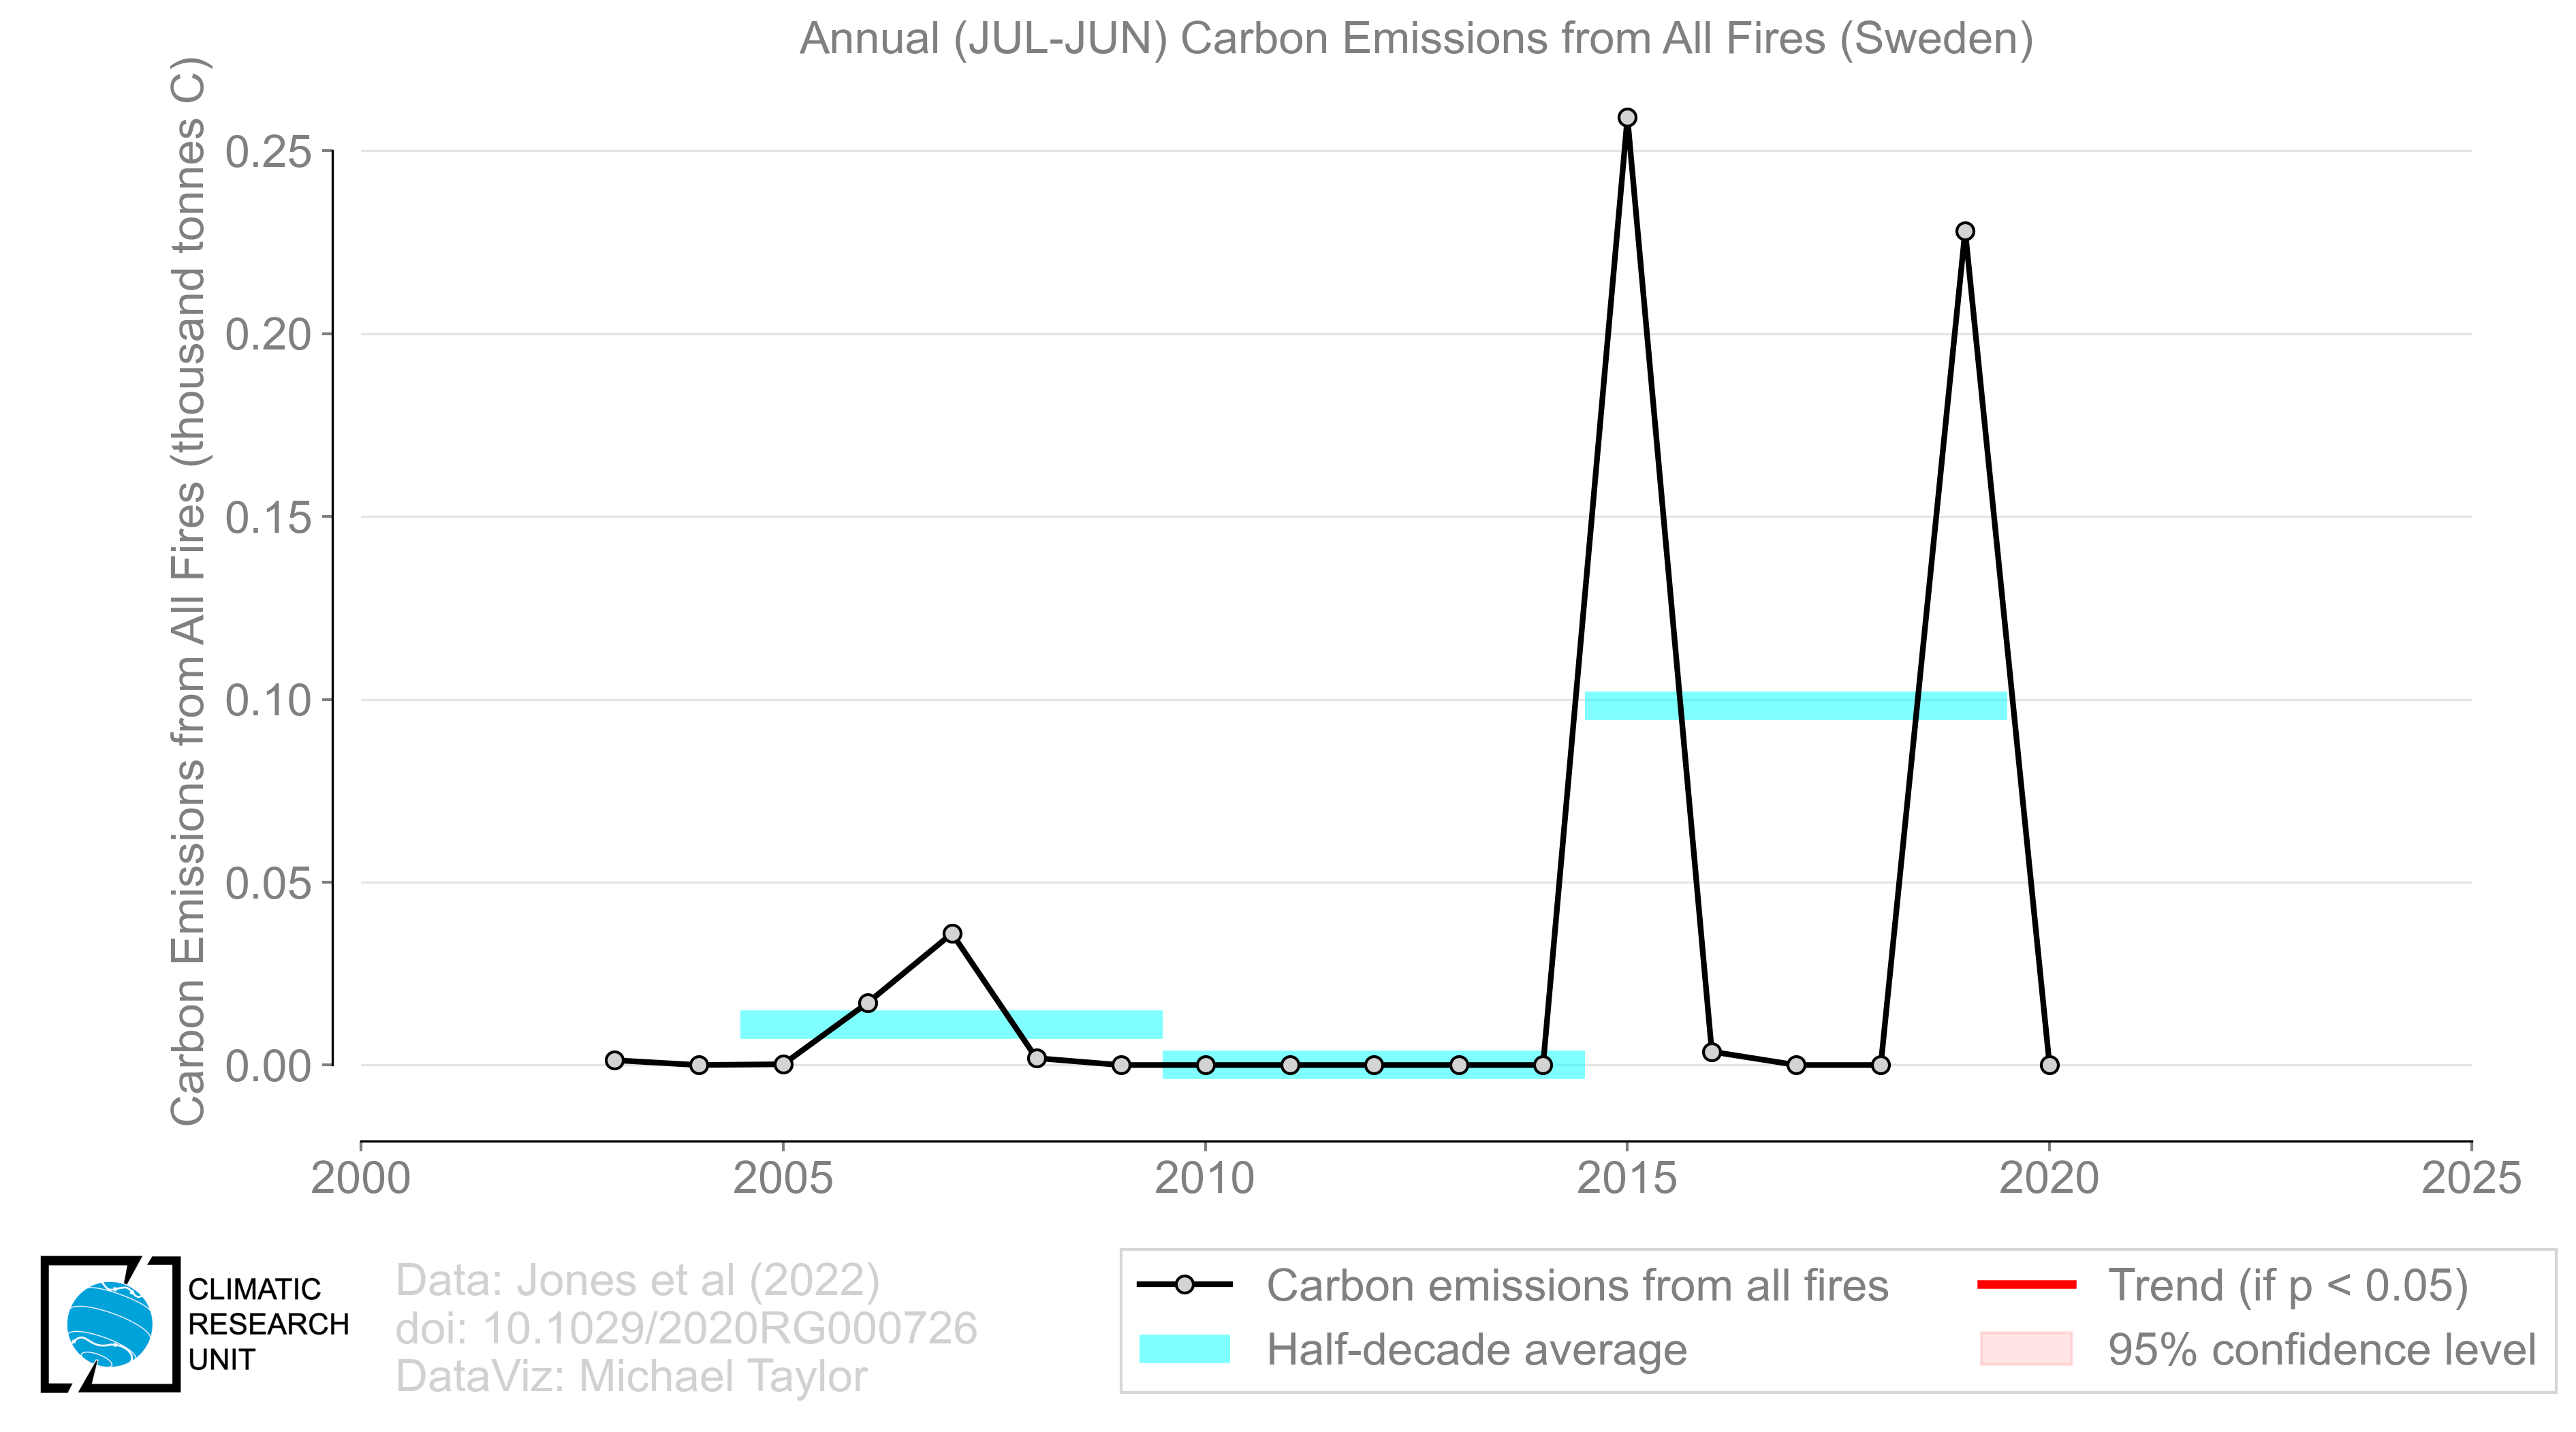 Annual (JUL-JUN) Carbon Emissions from All Fires (Sweden)
Carbon Emissions from All Fires (thousand tonnes C)
0.25
0.20
0.15
0.10
0.05
0.00
2000 2005 2010 2015 2020 2025
CLIMATIC
RESEARCH
UNIT
Data: Jones et al (2022)
doi: 10.1029/2020RG000726
DataViz: Michael Taylor
Carbon emissions from all fires
Half-decade average
Trend (if p < 0.05)
95% confidence level